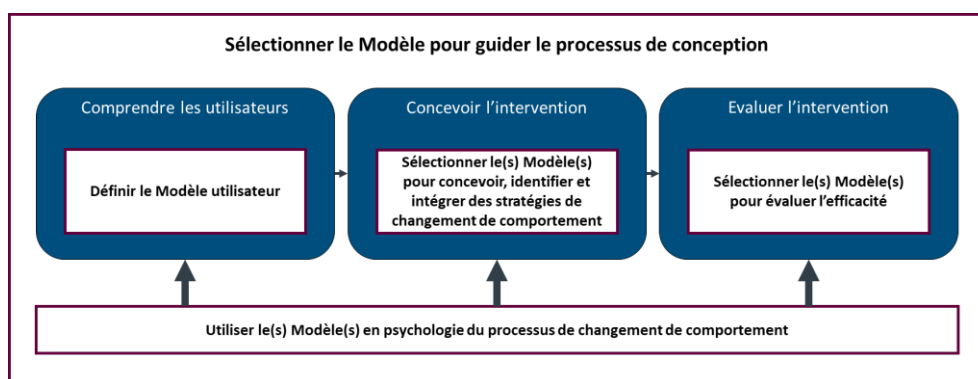 Sélectionner le Modèle pour guider le processus de conception
Comprendre les utilisateurs
Définir le Modèle utilisateur
Concevoir l'intervention
Sélectionner le(s) Modèle(s)
pour concevoir, identifier et
intégrer des stratégies de
changement de comportement
Evaluer l'intervention
Sélectionner le(s) Modèle(s)
pour évaluer l'efficacité
Utiliser le(s) Modèle(s) en psychologie du processus de changement de comportement